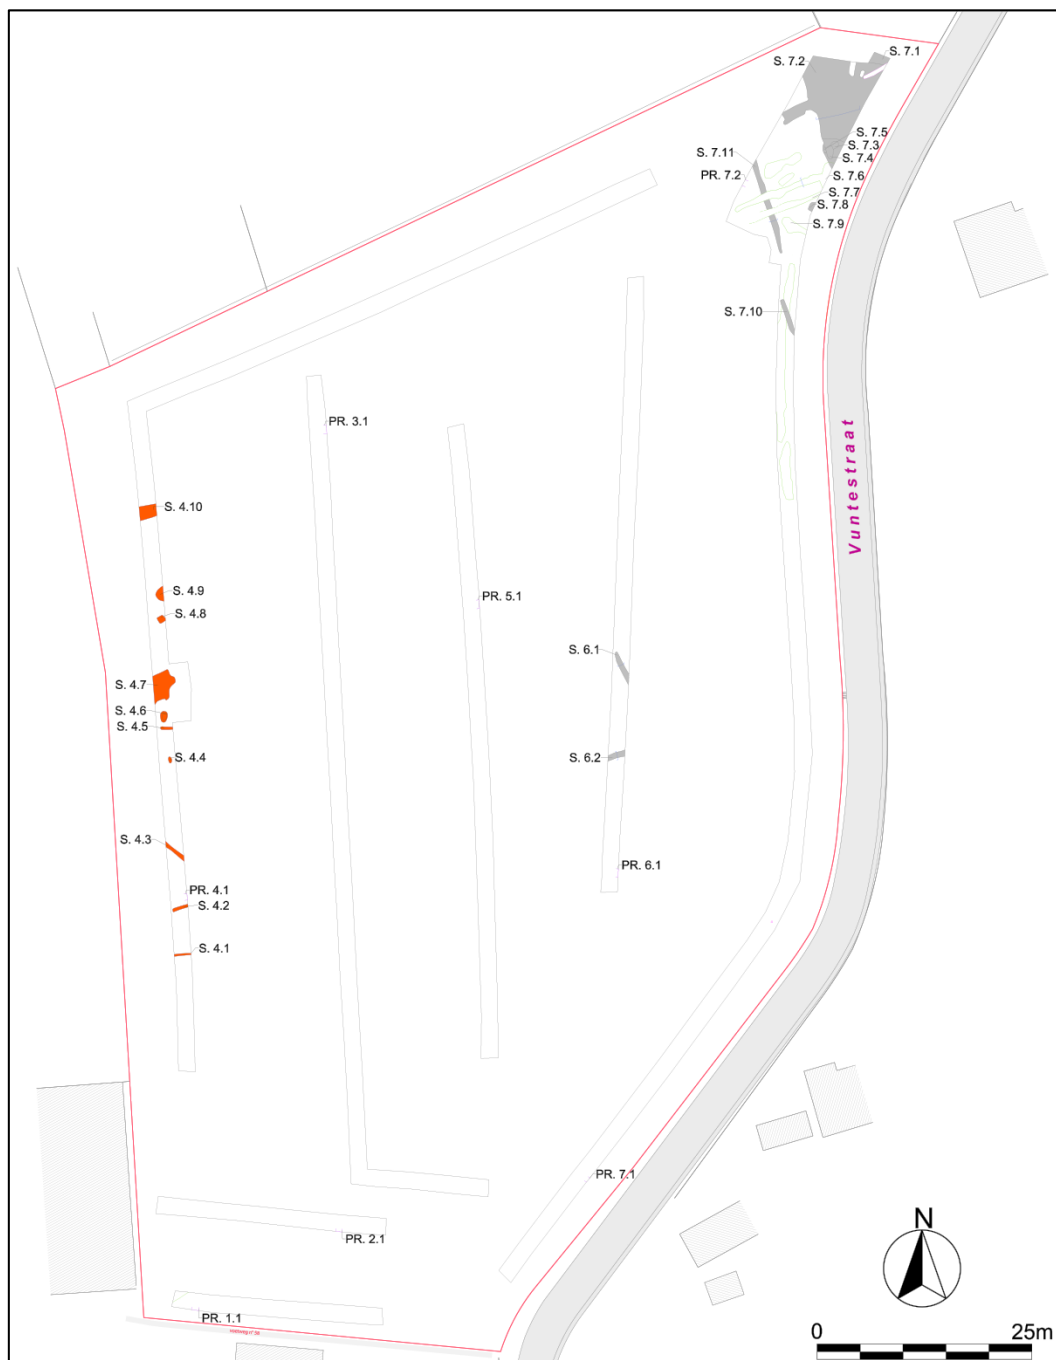 S. 7.1
S. 7.2
S. 7.5
S. 7.3
S. 7.4
S. 7.11
PR. 7.2
S. 7.6
S. 7.7
S. 7.8
S. 7.9
S. 7.10
PR. 3.1
Vuntestraat
S. 4.10
S. 4.9
S. 4.8
PR. 5.1
S. 6.1
S. 4.7
S. 4.6
S. 4.5
S. 4.4
S. 6.2
S. 4.3
PR. 6.1
PR. 4.1
S. 4.2
S. 4.1
PR. 7.1
N
PR. 2.1
PR. 1.1
voetweg n° 56
0 25m